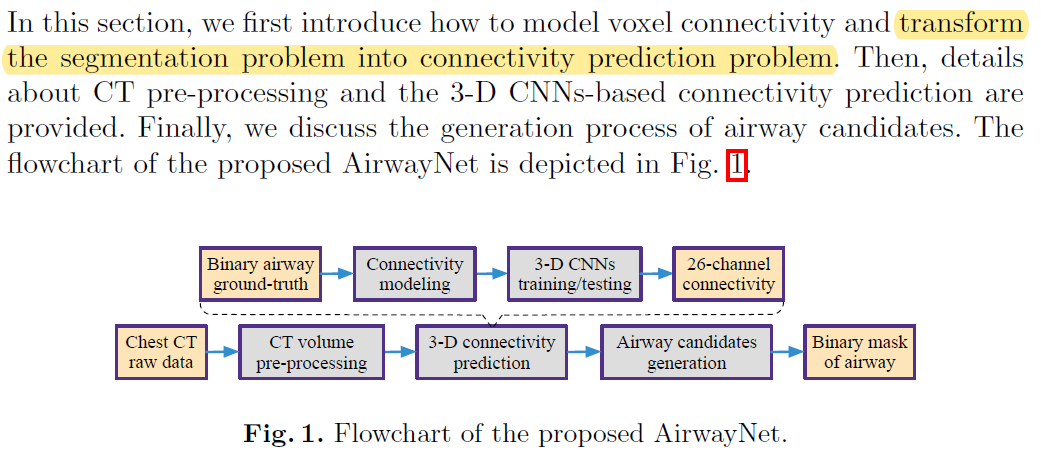 In this section, we first introduce how to model voxel connectivity and transform
the segmentation problem into connectivity prediction problem. Then, details
about CT pre-processing and the 3-D CNNs-based connectivity prediction are
provided. Finally, we discuss the generation process of airway candidates. The
flowchart of the proposed AirwayNet is depicted in Fig. 1.
Binary airway
ground-truth
Connectivity
modeling
3-D CNNs
training/testing
26-channel
connectivity
Chest CT
raw data
CT volume
pre-processing
3-D connectivity
prediction
Airway candidates
generation
Binary mask
of airway
Fig. 1. Flowchart of the proposed AirwayNet.